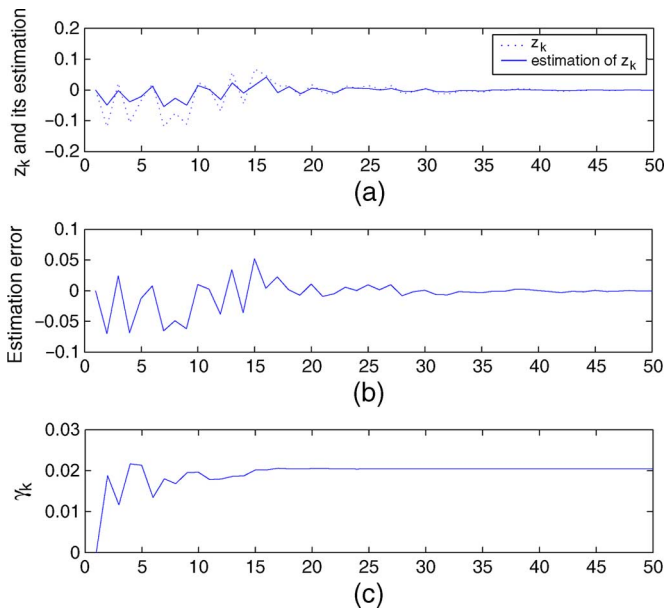 0.2
0.1
0
−0.1
−0.2
z_k and its estimation
z_k
estimation of z_k
0 5 10 15 20 25 30 35 40 45 50
(a)
0.1
0.05
0
−0.05
−0.1
Estimation error
0 5 10 15 20 25 30 35 40 45 50
(b)
0.03
0.02
0.01
0
γ_k
0 5 10 15 20 25 30 35 40 45 50
(c)